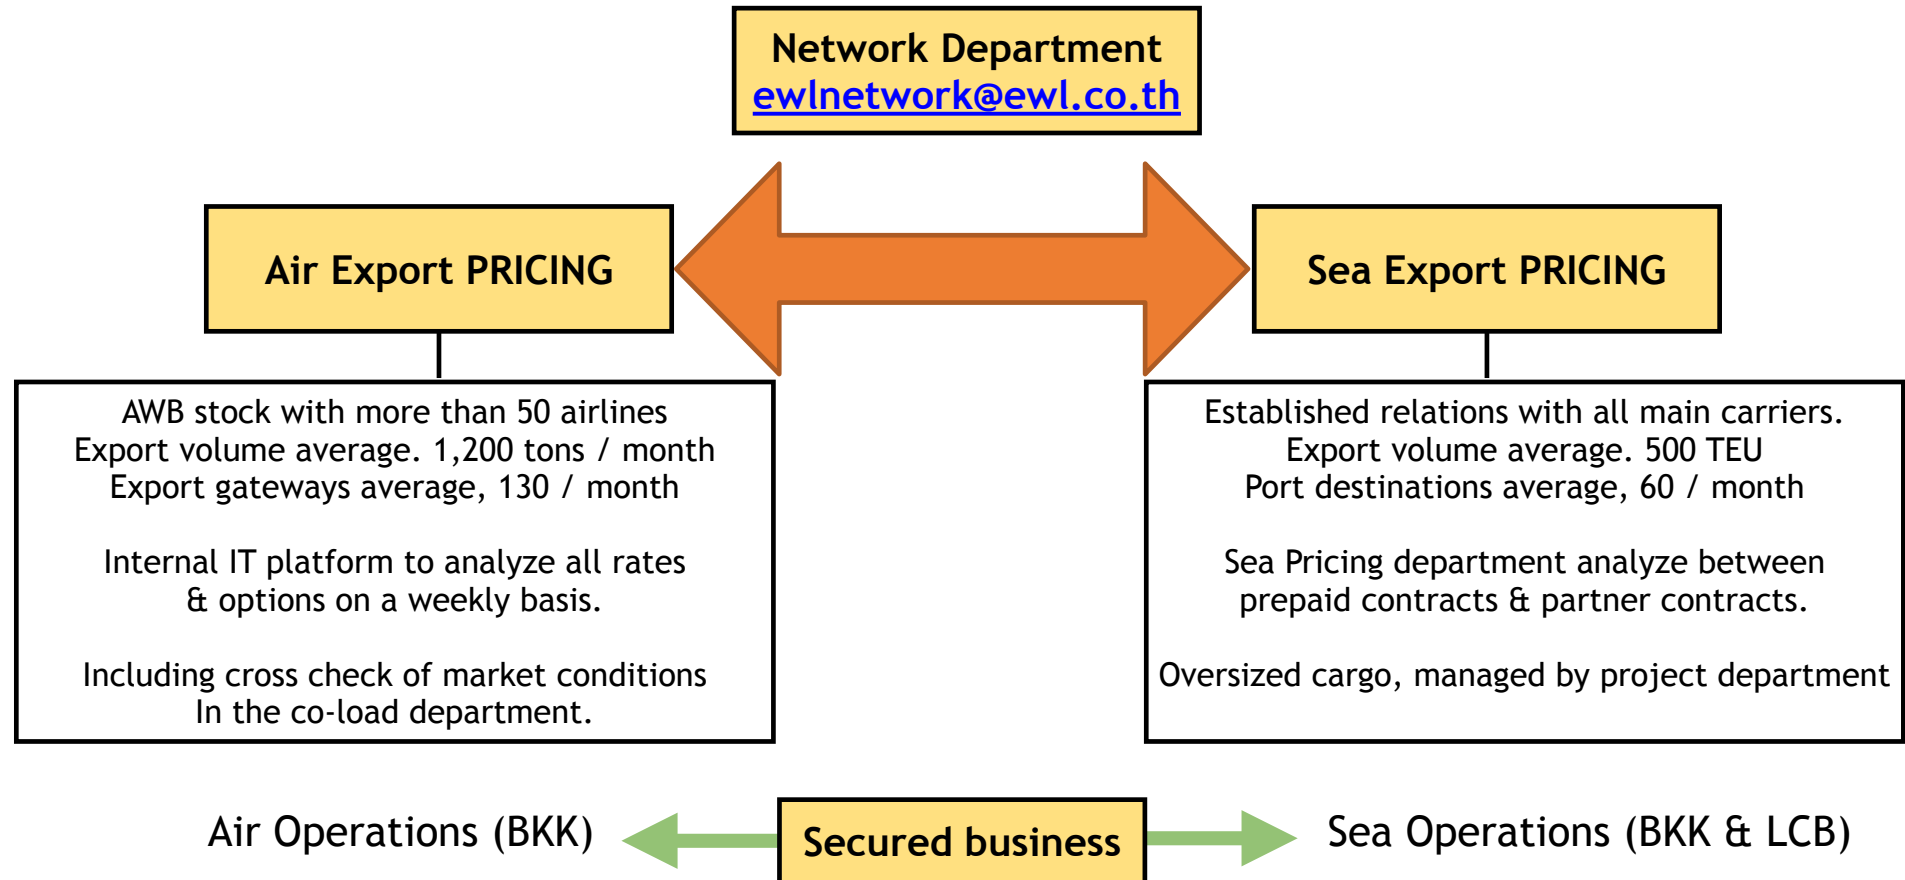 Network Department
ewlnetwork@ewl.co.th
Air Export PRICING
Sea Export PRICING
AWB stock with more than 50 airlines
Export volume average. 1,200 tons / month
Export gateways average, 130 / month
Internal IT platform to analyze all rates
& options on a weekly basis.
Including cross check of market conditions
In the co-load department.
Established relations with all main carriers.
Export volume average. 500 TEU
Port destinations average, 60 / month
Sea Pricing department analyze between
prepaid contracts & partner contracts.
Oversized cargo, managed by project department
Air Operations (BKK)
Secured business
Sea Operations (BKK & LCB)